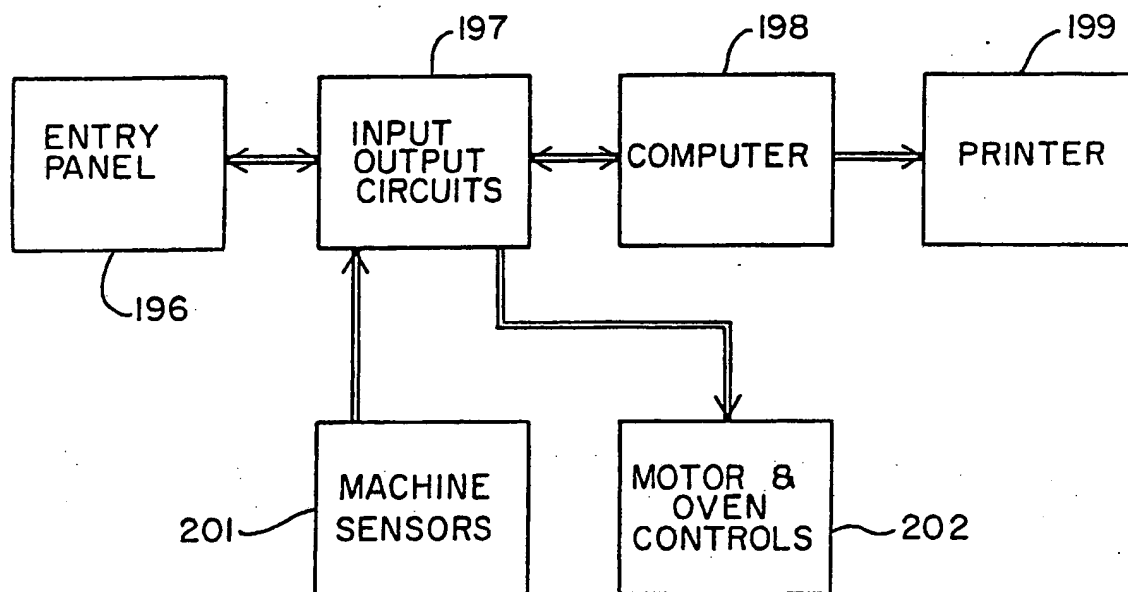 197
198
199
ENTRY
PANEL
INPUT
OUTPUT
CIRCUITS
COMPUTER
PRINTER
196
MACHINE
SENSORS
201
MOTOR &
OVEN
CONTROLS
202